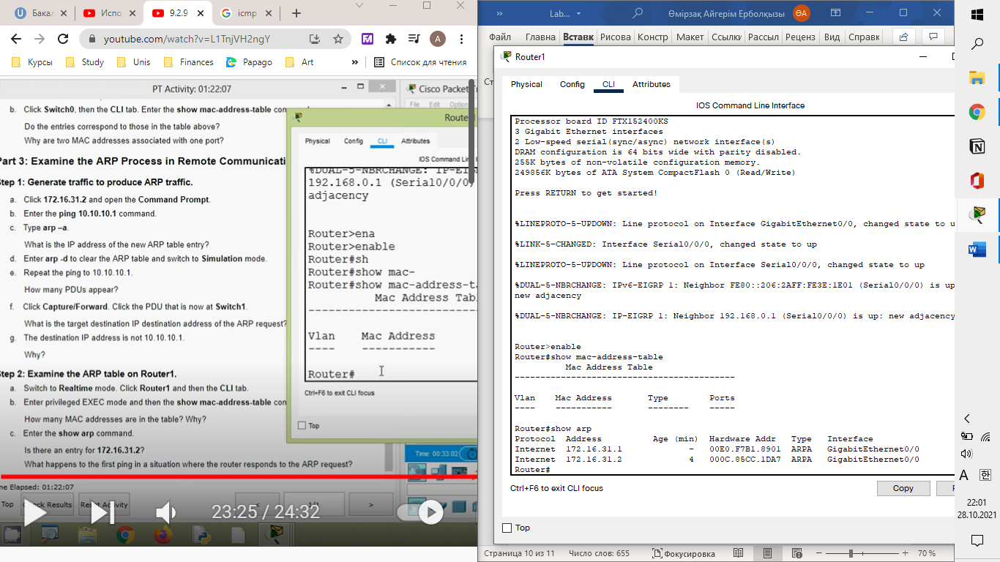 Бакал
Испо.
9.2.9
icmp
youtube.com/watch?v=L1TnjVH2ngY
A
Курсы
Study
Unis
Finances
Papago
Art
»
Список для чтения
PT Activity: 01:22:07
b. Click Switch0, then the CLI tab. Enter the show mac-address-table con
Do the entries correspond to those in the table above?
Why are two MAC addresses associated with one port?
Part 3: Examine the ARP Process in Remote Communicati
Step 1: Generate traffic to produce ARP traffic.
a. Click 172.16.31.2 and open the Command Prompt.
b. Enter the ping 10.10.10.1 command.
c. Type arp –a.
What is the IP address of the new ARP table entry?
d. Enter arp -d to clear the ARP table and switch to Simulation mode.
e. Repeat the ping to 10.10.10.1.
How many PDUs appear?
f. Click Capture/Forward. Click the PDU that is now at Switch1.
What is the target destination IP destination address of the ARP request?
g. The destination IP address is not 10.10.10.1.
Why?
Step 2: Examine the ARP table on Router1.
a. Switch to Realtime mode. Click Router1 and then the CLI tab.
b. Enter privileged EXEC mode and then the show mac-address-table con
How many MAC addresses are in the table? Why?
c. Enter the show arp command.
Is there an entry for 172.16.31.2?
What happens to the first ping in a situation where the router responds to the ARP request?
me Elapsed: 01:22:07
Top
Check Results
Reset Activity
<
1/1
>
23:25 / 24:32
Cisco Packet Tr
File Edit Option
Router
Physical Config CLI Attributes
IOS Command Line I
%DUAL-5-NBRCHANGE: IP-EIG
192.168.0.1 (Serial0/0/0)
adjacency
Router>ena
Router>enable
Router#sh
Router#show mac-
Router#show mac-address-ta
Mac Address Tabl
-------------------------
Vlan Mac Address
---- -----------
Router#
Ctrl+F6 to exit CLI focus
Top
Time: 00:33:02
»
Lab...
Өмірзақ Айгерім Ерболқызы
ӨА
Файл Главна Вставк Рисова Констр Макет Ссылки Рассыл Реценз Вид Справк
Ст
Router1
Physical Config CLI Attributes
IOS Command Line Interface
Processor board ID FTX152400KS
3 Gigabit Ethernet interfaces
2 Low-speed serial(sync/async) network interface(s)
DRAM configuration is 64 bits wide with parity disabled.
255K bytes of non-volatile configuration memory.
249856K bytes of ATA System CompactFlash 0 (Read/Write)
Press RETURN to get started!
%LINEPROTO-5-UPDOWN: Line protocol on Interface GigabitEthernet0/0, changed state to u
%LINK-5-CHANGED: Interface Serial0/0/0, changed state to up
%LINEPROTO-5-UPDOWN: Line protocol on Interface Serial0/0/0, changed state to up
%DUAL-5-NBRCHANGE: IPv6-EIGRP 1: Neighbor FE80::206:2AFF:FE3E:1E01 (Serial0/0/0) is up
new adjacency
%DUAL-5-NBRCHANGE: IP-EIGRP 1: Neighbor 192.168.0.1 (Serial0/0/0) is up: new adjacency
Router>enable
Router#show mac-address-table
Mac Address Table
-------------------------------------------
Vlan Mac Address Type Ports
---- ----------- -------- -----
Router#show arp
Protocol Address Age (min) Hardware Addr Type Interface
Internet 172.16.31.1 - 00E0.F7B1.8901 ARPA GigabitEthernet0/0
Internet 172.16.31.2 4 000C.85CC.1DA7 ARPA GigabitEthernet0/0
Router#
Ctrl+F6 to exit CLI focus
Copy
P
Top
Страница 10 из 11 Число слов: 655 Фокусировка 70 %
A 한
22:01
28.10.2021